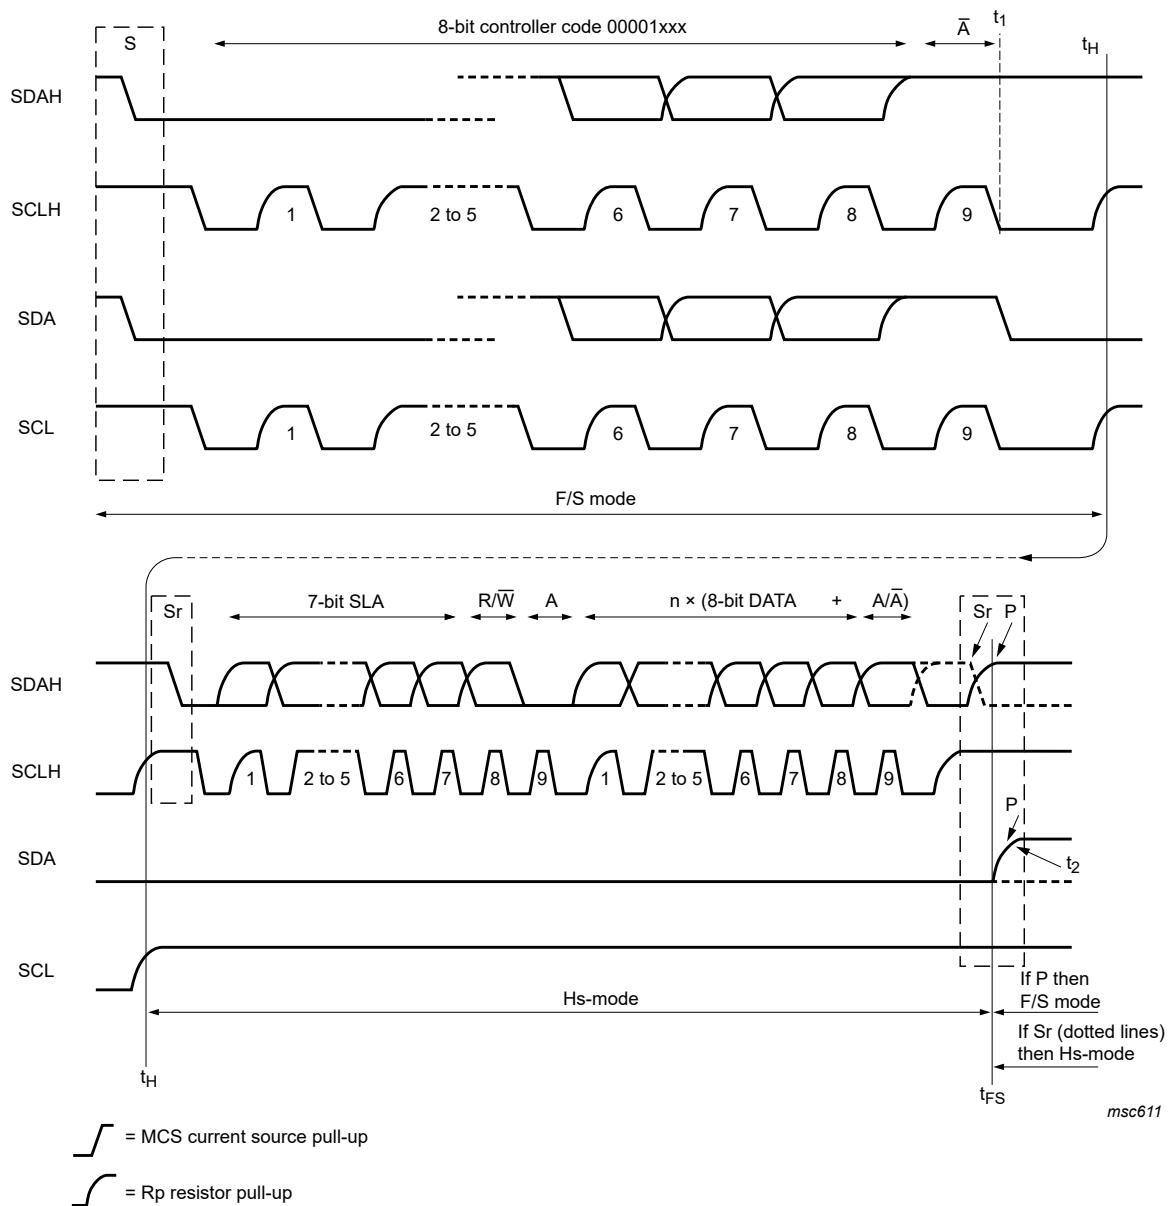 8-bit controller code 00001xxx
A̅
t1
tH
S
SDAH
SCLH
1
2 to 5
6
7
8
9
SDA
SCL
1
2 to 5
6
7
8
9
F/S mode
Sr
7-bit SLA
R/W̅
A
n × (8-bit DATA
+
A/A̅)
Sr
P
SDAH
SCLH
1
2 to 5
6
7
8
9
1
2 to 5
6
7
8
9
P
SDA
t2
SCL
If P then
F/S mode
Hs-mode
If Sr (dotted lines)
then Hs-mode
tH
tFS
msc611
= MCS current source pull-up
= Rp resistor pull-up